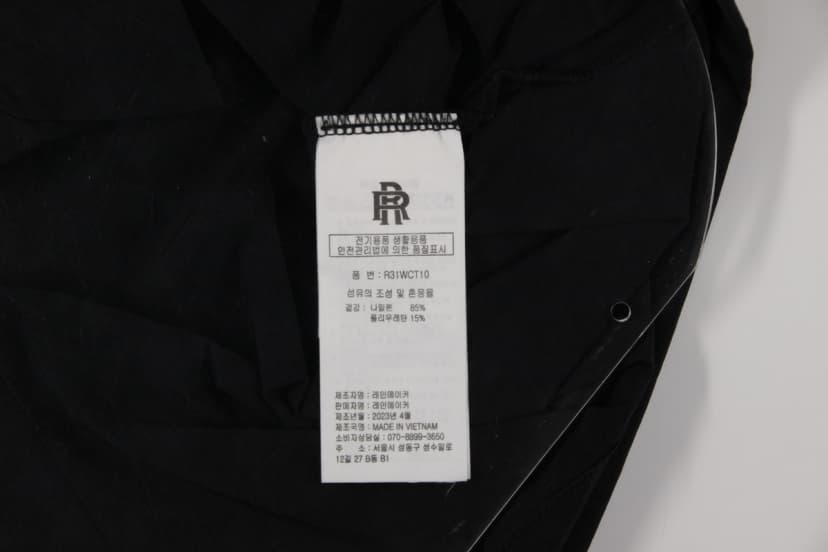 RR
전기용품 생활용품
안전관리법에 의한 품질표시
품 번 : R31WCT10
섬유의 조성 및 혼용율
겉감 : 나일론 85%
폴리우레탄 15%
제조자명 : 레인메이커
판매자명 : 레인메이커
제조년월 : 2023년 4월
제조국명 : MADE IN VIETNAM
소비자상담실 : 070-8899-3650
주 소 : 서울시 성동구 성수일로
12길 27 B동 B1